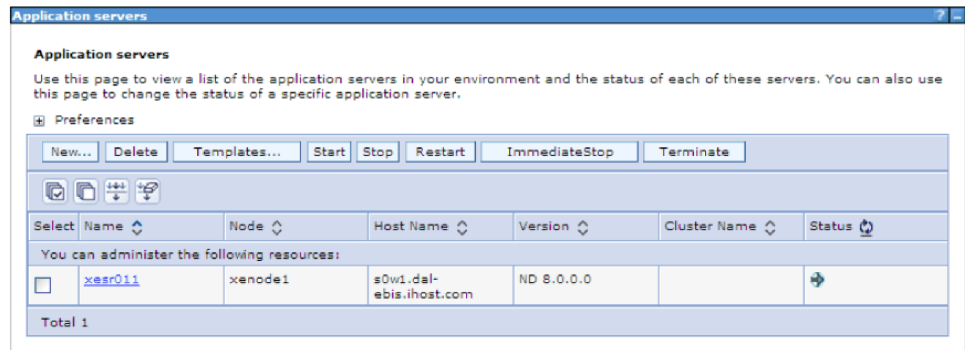 Application servers ? –
Application servers
Use this page to view a list of the application servers in your environment and the status of each of these servers. You can also use
this page to change the status of a specific application server.
+ Preferences
New... Delete Templates... Start Stop Restart ImmediateStop Terminate
Select Name Node Host Name Version Cluster Name Status
You can administer the following resources:
xesr011 xenode1 s0w1.dal- ND 8.0.0.0
ebis.ihost.com
Total 1